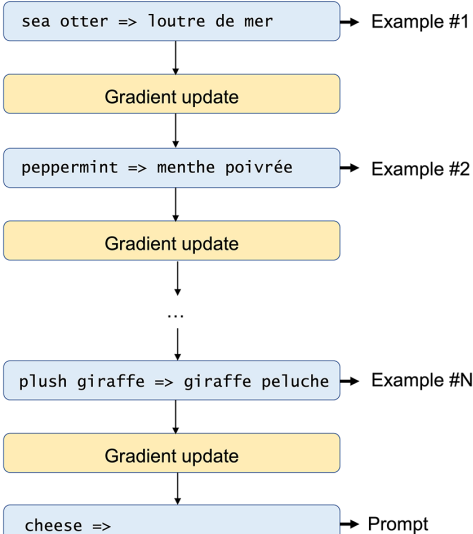 sea otter => loutre de mer
Example #1
Gradient update
peppermint => menthe poivrée
Example #2
Gradient update
...
plush giraffe => giraffe peluche
Example #N
Gradient update
cheese =>
Prompt